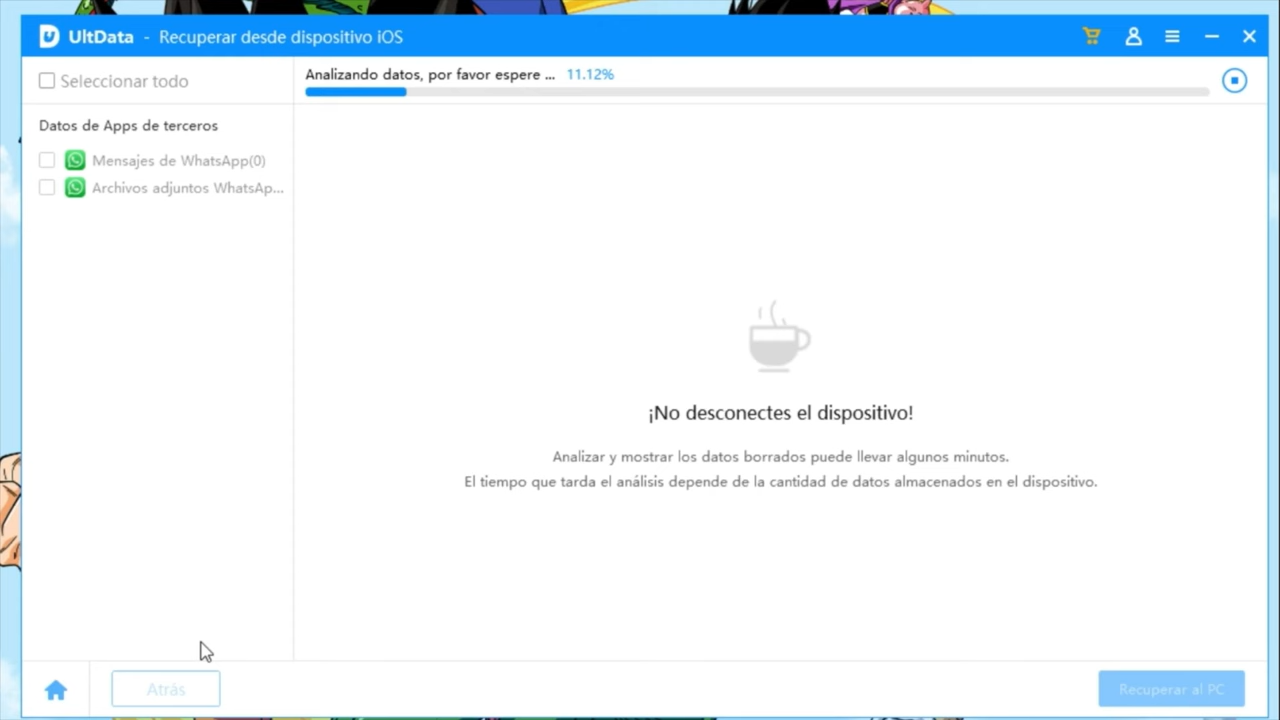 UltData - Recuperar desde dispositivo iOS
Seleccionar todo
Analizando datos, por favor espere ... 11.12%
Datos de Apps de terceros
Mensajes de WhatsApp(0)
Archivos adjuntos WhatsAp...
¡No desconectes el dispositivo!
Analizar y mostrar los datos borrados puede llevar algunos minutos.
El tiempo que tarda el análisis depende de la cantidad de datos almacenados en el dispositivo.
Atrás
Recuperar al PC